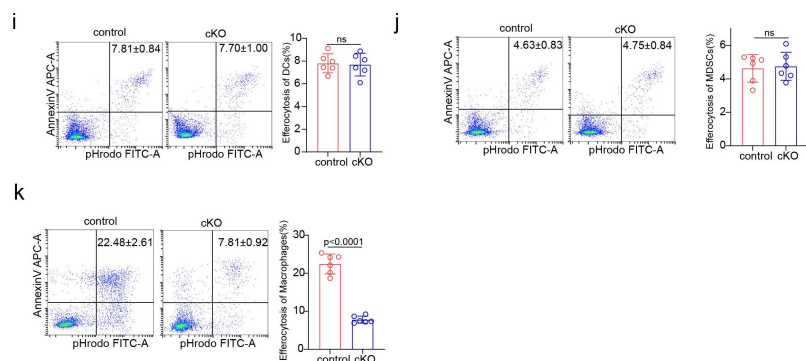 i
control
cKO
7.81±0.84
7.70±1.00
AnnexinV APC-A
pHrodo FITC-A
pHrodo FITC-A
Efferocytosis of DCs(%)
10
8
6
4
2
0
ns
control cKO
j
control
cKO
4.63±0.83
4.75±0.84
AnnexinV APC-A
pHrodo FITC-A
pHrodo FITC-A
Efferocytosis of MDSCs(%)
6
4
2
0
ns
control cKO
k
control
cKO
22.48±2.61
7.81±0.92
AnnexinV APC-A
pHrodo FITC-A
pHrodo FITC-A
Efferocytosis of Macrophages(%)
30
20
10
0
p<0.0001
control cKO